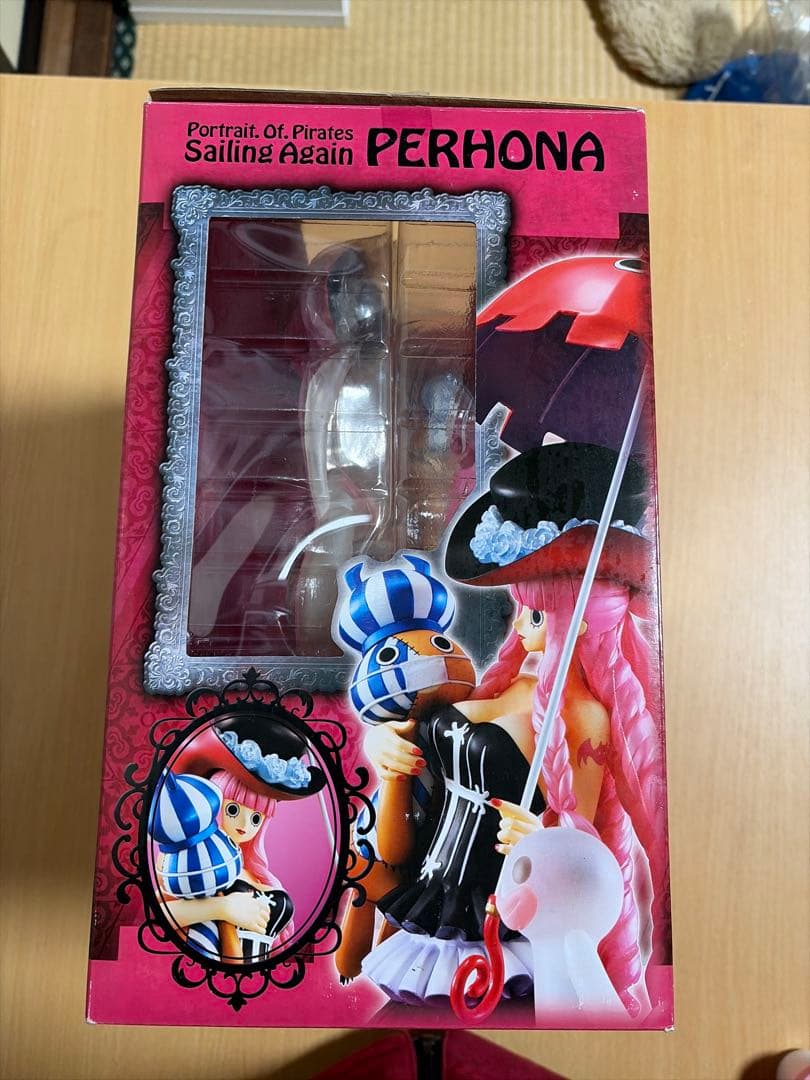 Portrait. Of. Pirates
Sailing Again PERHONA